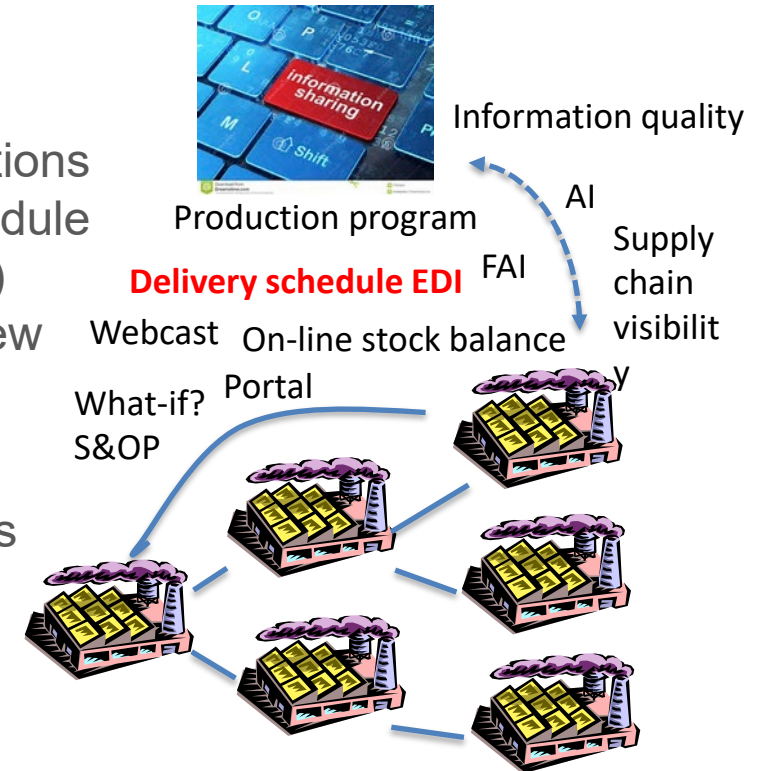 O
P
L
information
sharing
M
Shift
Information quality
tions
dule
)
ew
s
Production program
AI
Supply
chain
visibilit
y
Delivery schedule EDI
FAI
Webcast
On-line stock balance
Portal
What-if?
S&OP